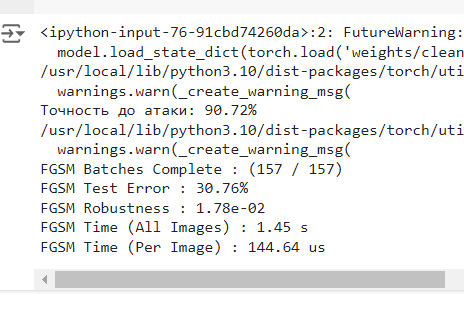 <ipython-input-76-91cbd74260da>:2: FutureWarning:
model.load_state_dict(torch.load('weights/clean
/usr/local/lib/python3.10/dist-packages/torch/uti
warnings.warn(_create_warning_msg(
Точность до атаки: 90.72%
/usr/local/lib/python3.10/dist-packages/torch/uti
warnings.warn(_create_warning_msg(
FGSM Batches Complete : (157 / 157)
FGSM Test Error : 30.76%
FGSM Robustness : 1.78e-02
FGSM Time (All Images) : 1.45 s
FGSM Time (Per Image) : 144.64 us